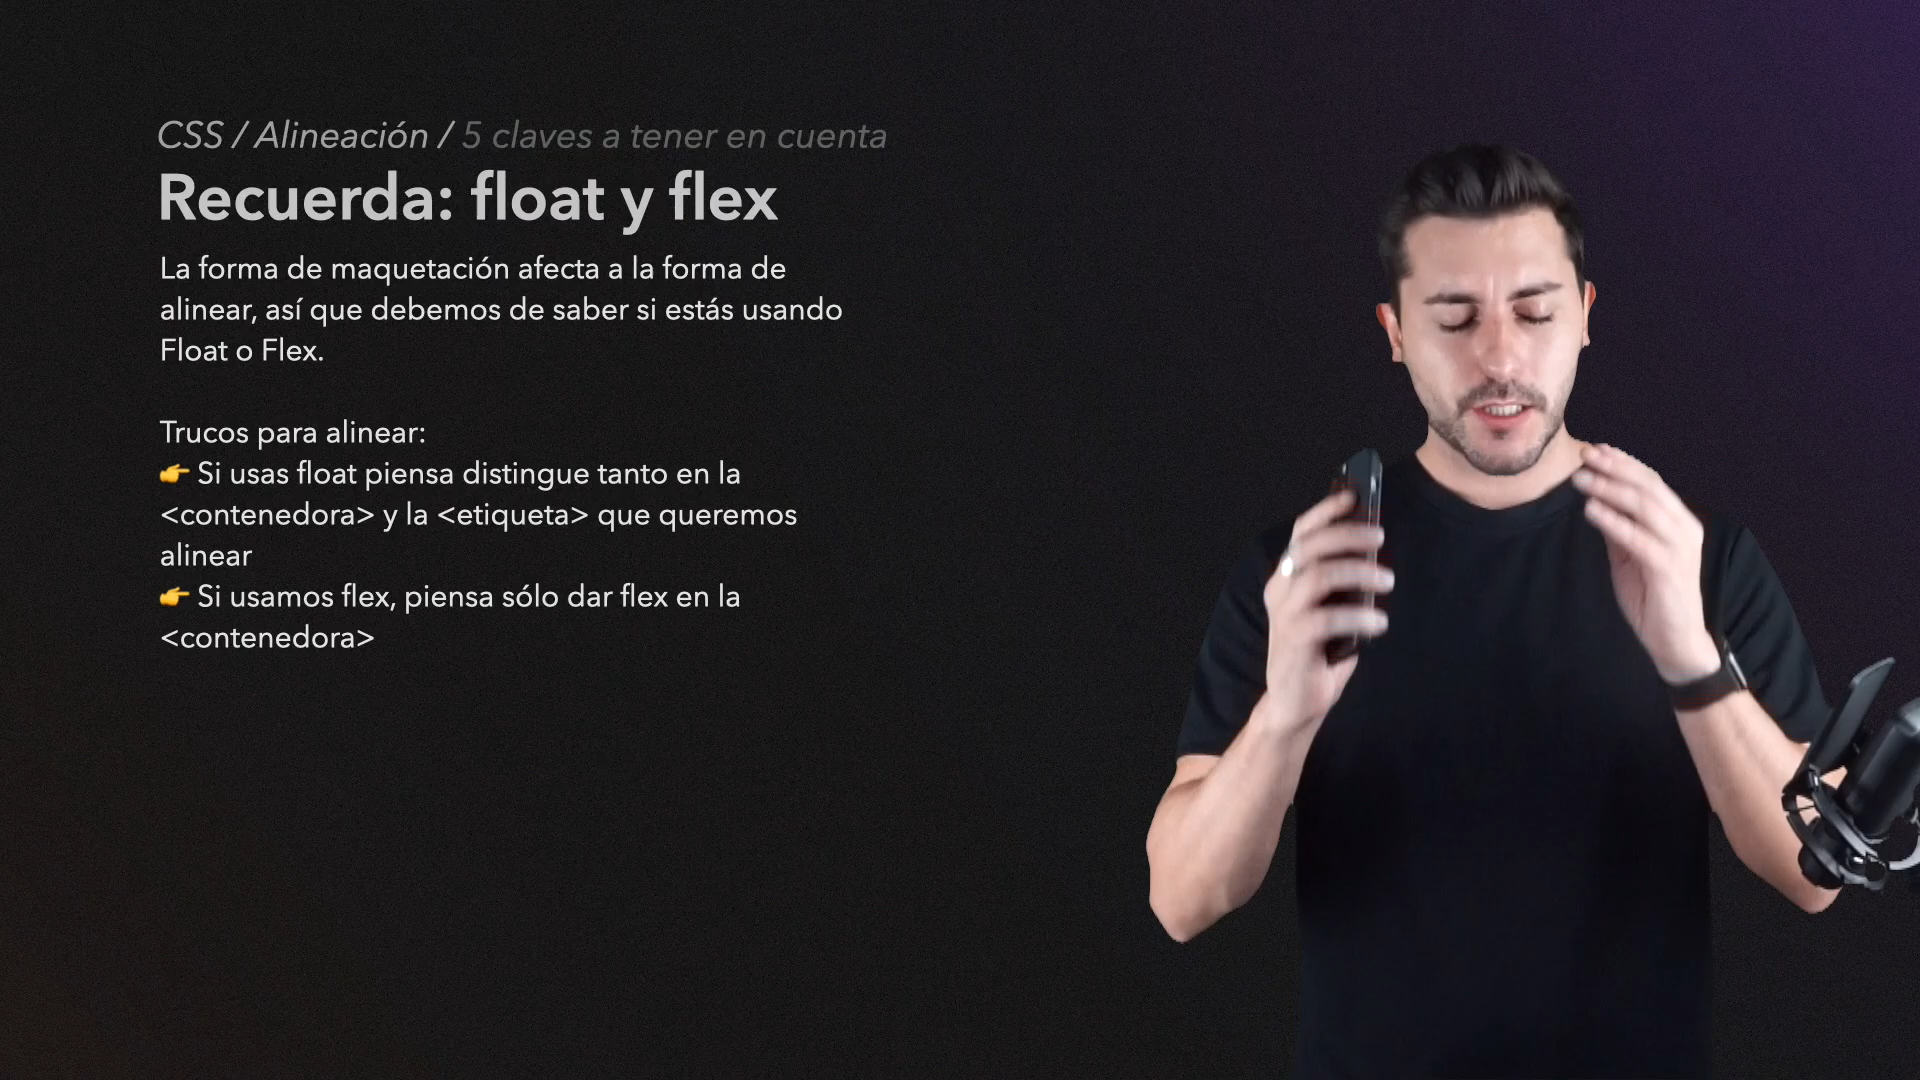 CSS / Alineación / 5 claves a tener en cuenta
Recuerda: float y flex
La forma de maquetación afecta a la forma de
alinear, así que debemos de saber si estás usando
Float o Flex.
Trucos para alinear:
👉 Si usas float piensa distingue tanto en la
<contenedora> y la <etiqueta> que queremos
alinear
👉 Si usamos flex, piensa sólo dar flex en la
<contenedora>